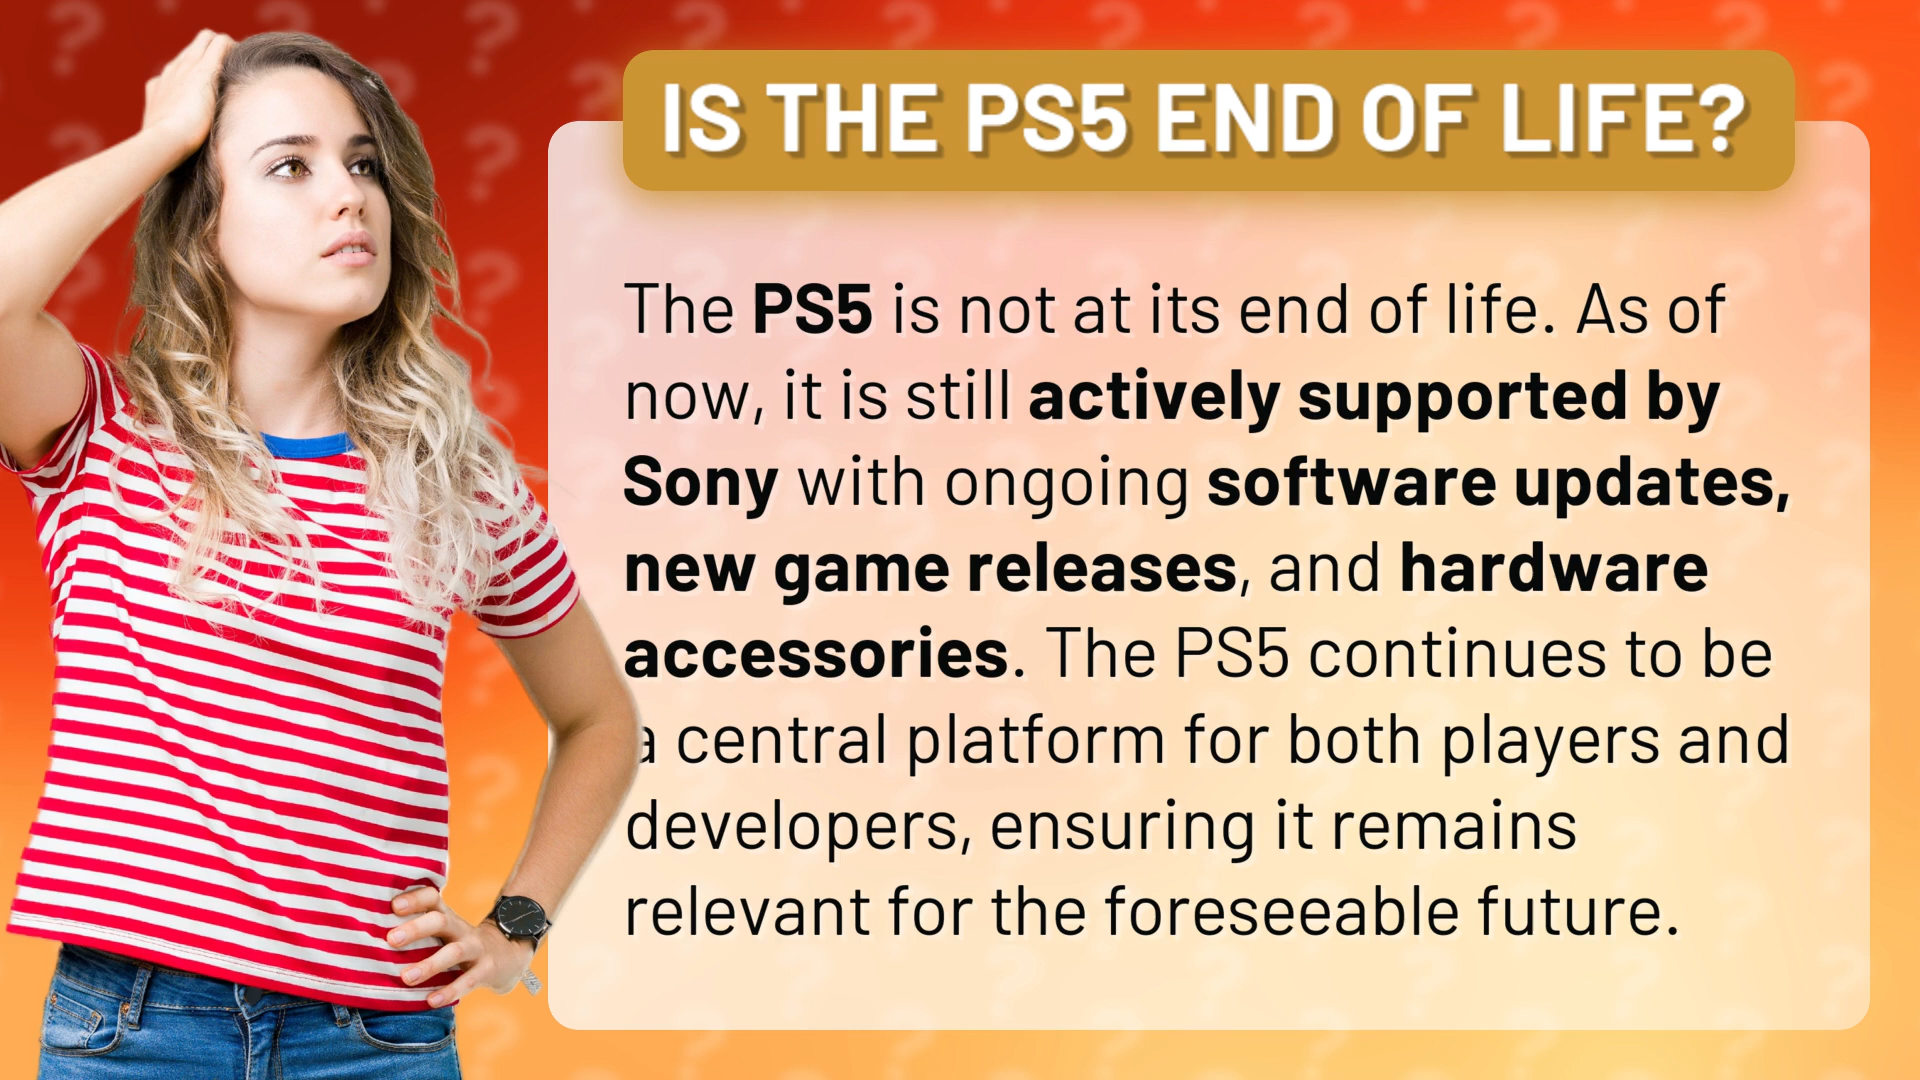 IS THE PS5 END OF LIFE?
The PS5 is not at its end of life. As of
now, it is still actively supported by
Sony with ongoing software updates,
new game releases, and hardware
accessories. The PS5 continues to be
a central platform for both players and
developers, ensuring it remains
relevant for the foreseeable future.